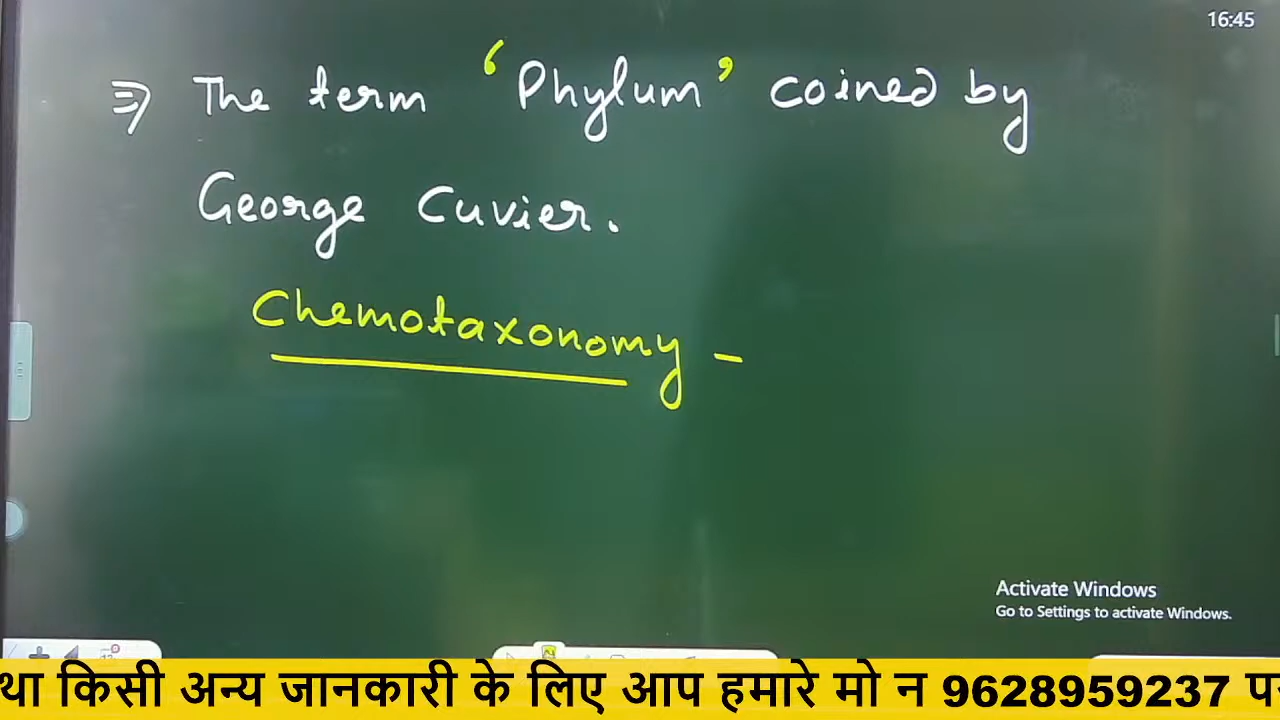 16:45
⇒ The term ‘Phylum’ coined by
George Cuvier.
Chemotaxonomy -
Activate Windows
Go to Settings to activate Windows.
था किसी अन्य जानकारी के लिए आप हमारे मो न 9628959237 पर